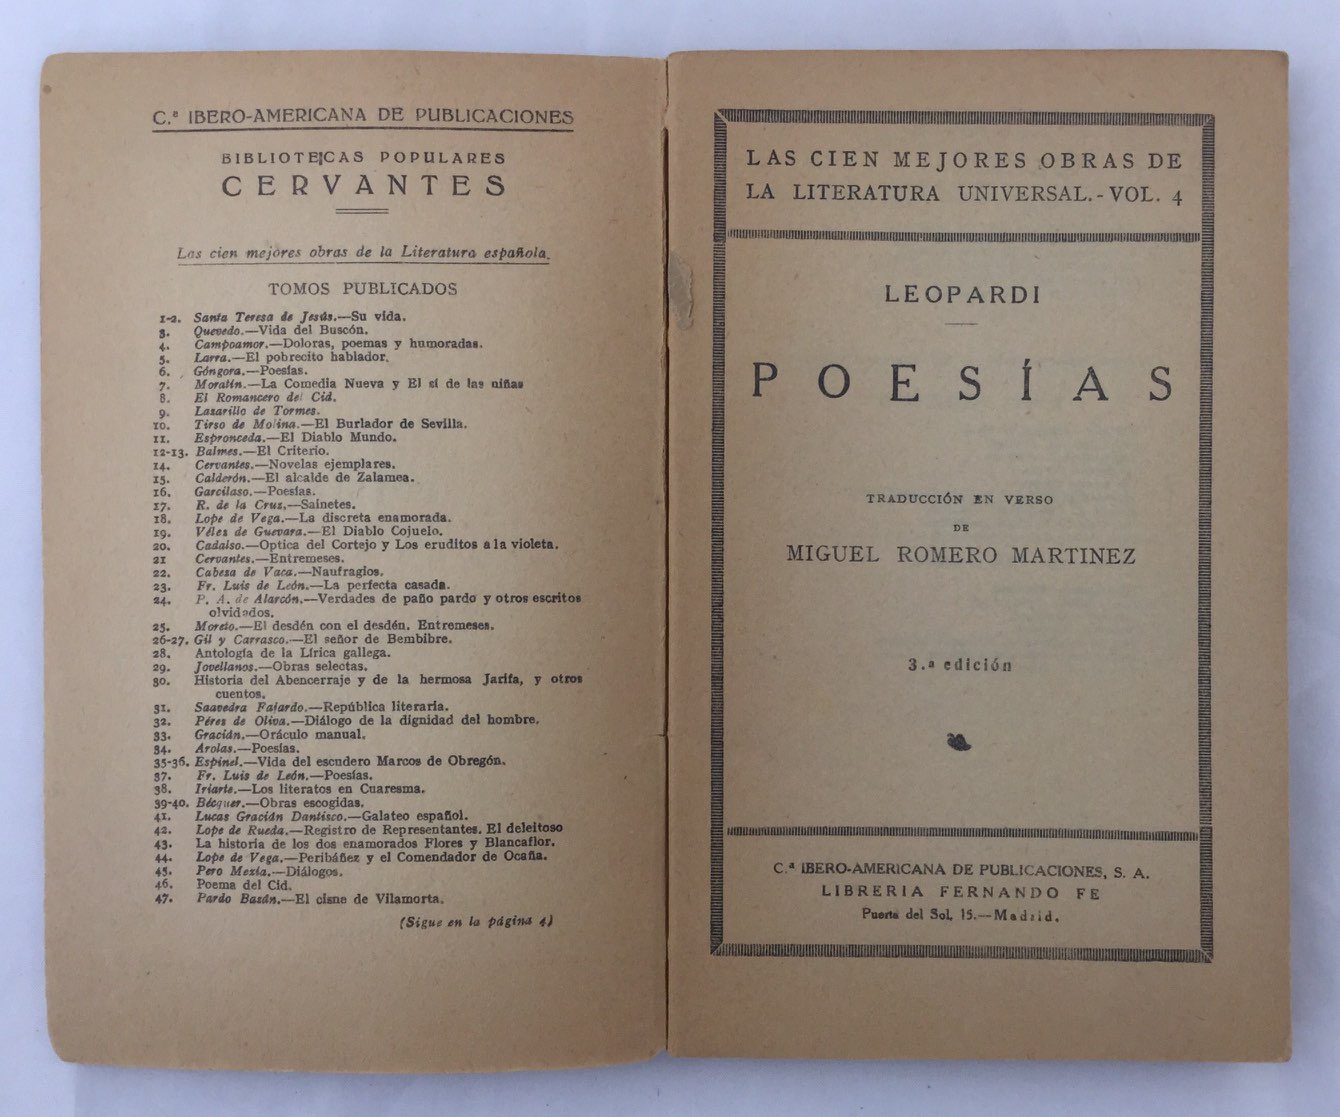 C.ª IBERO-AMERICANA DE PUBLICACIONES
BIBLIOTECAS POPULARES
CERVANTES
Las cien mejores obras de la Literatura española.
TOMOS PUBLICADOS
1-2. Santa Teresa de Jesús.—Su vida.
3. Quevedo.—Vida del Buscón.
4. Campoamor.—Doloras, poemas y humoradas.
5. Larra.—El pobrecito hablador.
6. Góngora.—Poesías.
7. Moratín.—La Comedia Nueva y El sí de las niñas
8. El Romancero del Cid.
9. Lazarillo de Tormes.
10. Tirso de Molina.—El Burlador de Sevilla.
11. Espronceda.—El Diablo Mundo.
12-13. Balmes.—El Criterio.
14. Cervantes.—Novelas ejemplares.
15. Calderón.—El alcalde de Zalamea.
16. Garcilaso.—Poesías.
17. R. de la Cruz,—Sainetes.
18. Lope de Vega.—La discreta enamorada.
19. Vélez de Guevara.—El Diablo Cojuelo.
20. Cadalso.—Optica del Cortejo y Los eruditos a la violeta.
21 Cervantes.—Entremeses.
22. Cabeza de Vaca.—Naufragios.
23. Fr. Luis de León.—La perfecta casada.
24. P. A. de Alarcón.—Verdades de paño pardo y otros escritos
olvidados.
25. Moreto.—El desdén con el desdén. Entremeses.
26-27. Gil y Carrasco.—El señor de Bembibre.
28. Antología de la Lírica gallega.
29. Jovellanos.—Obras selectas.
30. Historia del Abencerraje y de la hermosa Jarifa, y otros
cuentos.
31. Saavedra Fajardo.—República literaria.
32. Pérez de Oliva.—Diálogo de la dignidad del hombre.
33. Gracián.—Oráculo manual.
34. Arolas.—Poesías.
35-36. Espinel.—Vida del escudero Marcos de Obregón.
37. Fr. Luis de León.—Poesías.
38. Iriarte.—Los literatos en Cuaresma.
39-40. Bécquer.—Obras escogidas.
41. Lucas Gracián Dantisco.—Galateo español.
42. Lope de Rueda.—Registro de Representantes. El deleitoso
43. La historia de los dos enamorados Flores y Blancaflor.
44. Lope de Vega.—Peribáñez y el Comendador de Ocaña.
45. Pero Mexía.—Diálogos.
46. Poema del Cid.
47. Pardo Bazán.—El cisne de Vilamorta.
(Sigue en la página 4)
LAS CIEN MEJORES OBRAS DE
LA LITERATURA UNIVERSAL.-VOL. 4
LEOPARDI
POESÍAS
TRADUCCIÓN EN VERSO
DE
MIGUEL ROMERO MARTINEZ
3.ª edición
C.ª IBERO-AMERICANA DE PUBLICACIONES, S. A.
LIBRERIA FERNANDO FE
Puerta del Sol, 15.—Madrid.